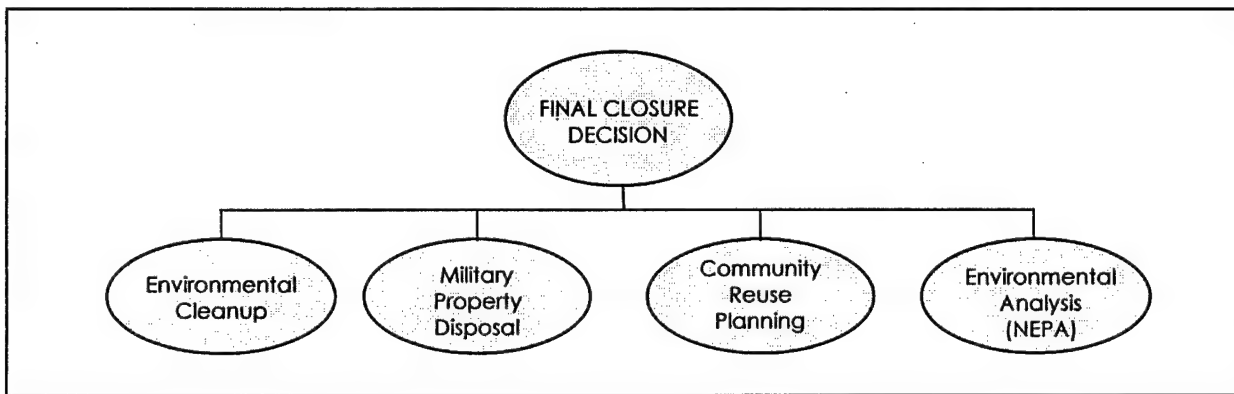 FINAL CLOSURE
DECISION
Environmental
Cleanup
Military
Property
Disposal
Community
Reuse
Planning
Environmental
Analysis
(NEPA)